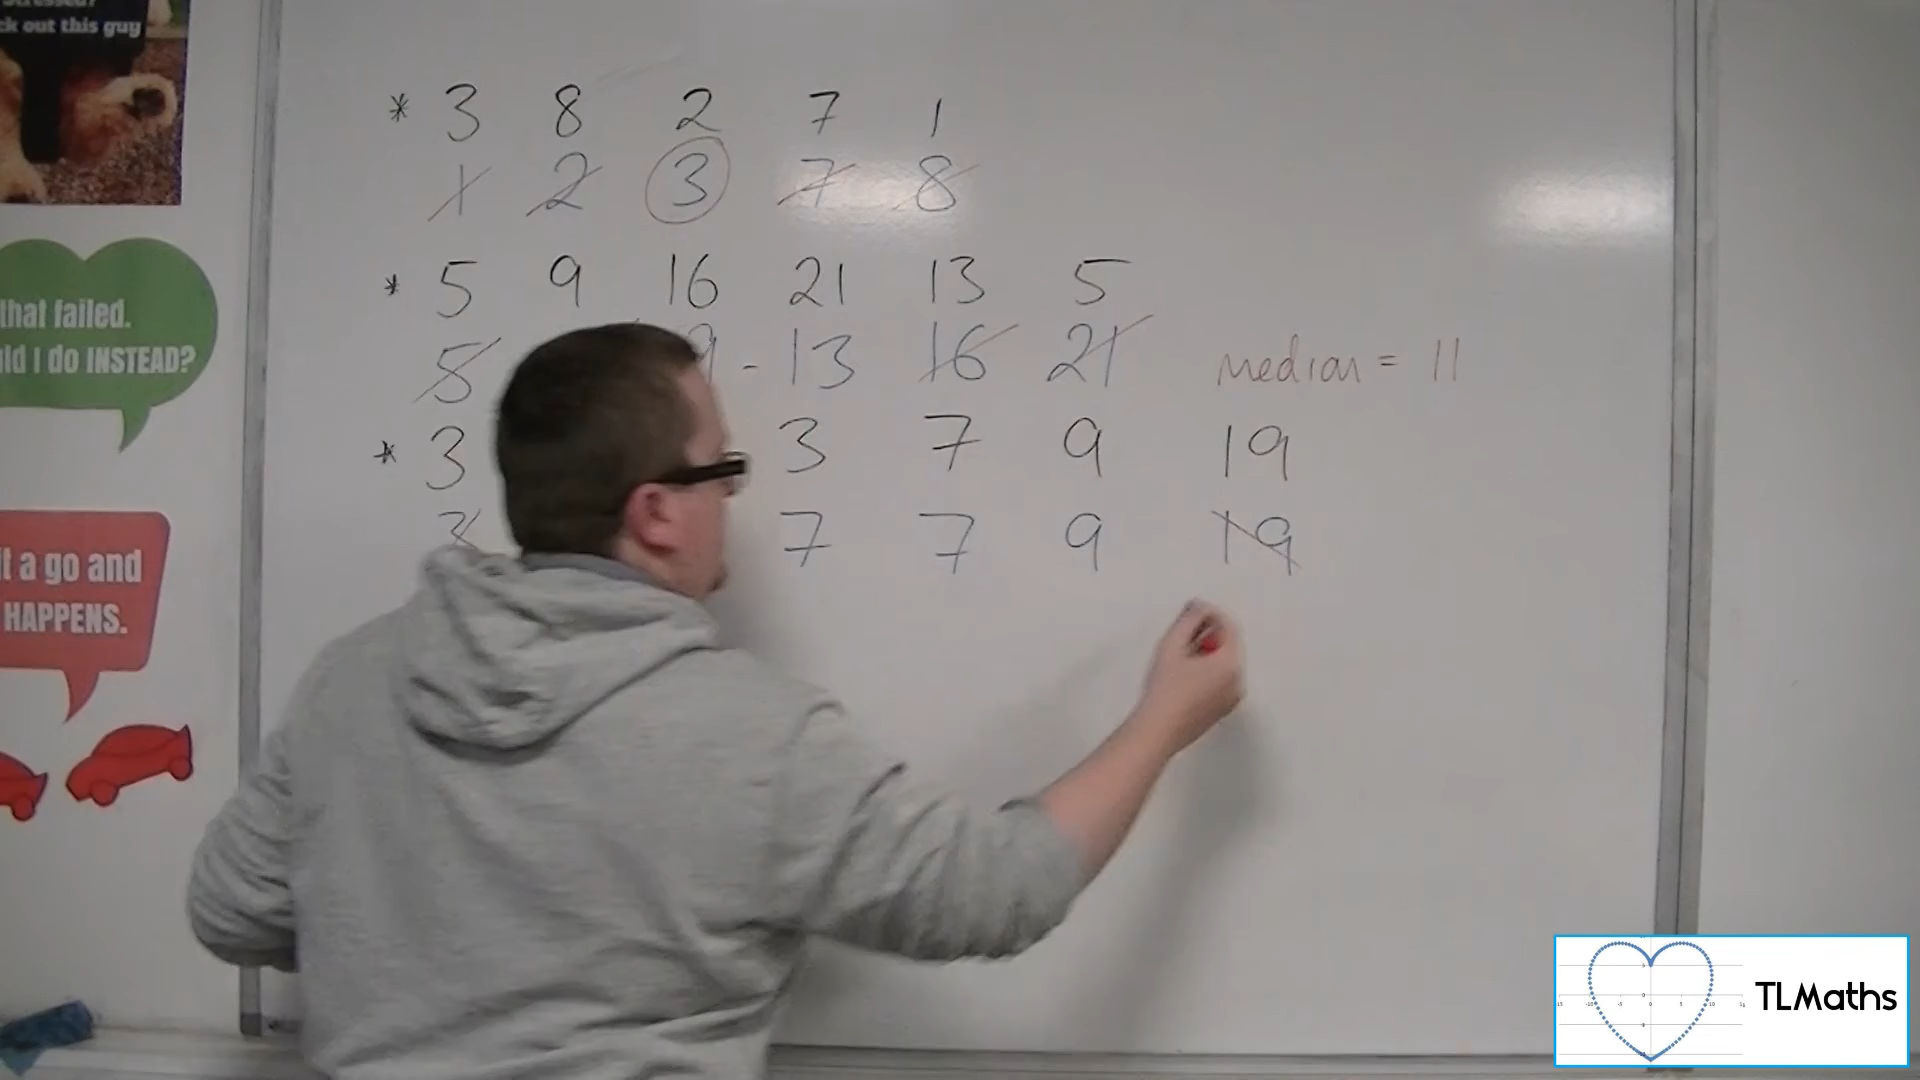 ck out this guy
* 3 8 2 7 1
1 2 3 7 8
that failed.
ld I do INSTEAD?
* 5 9 16 21 13 5
5 9 - 13 16 21 median = 11
* 3 3 7 9 19
3 7 7 9 19
it a go and
HAPPENS.
TLMaths